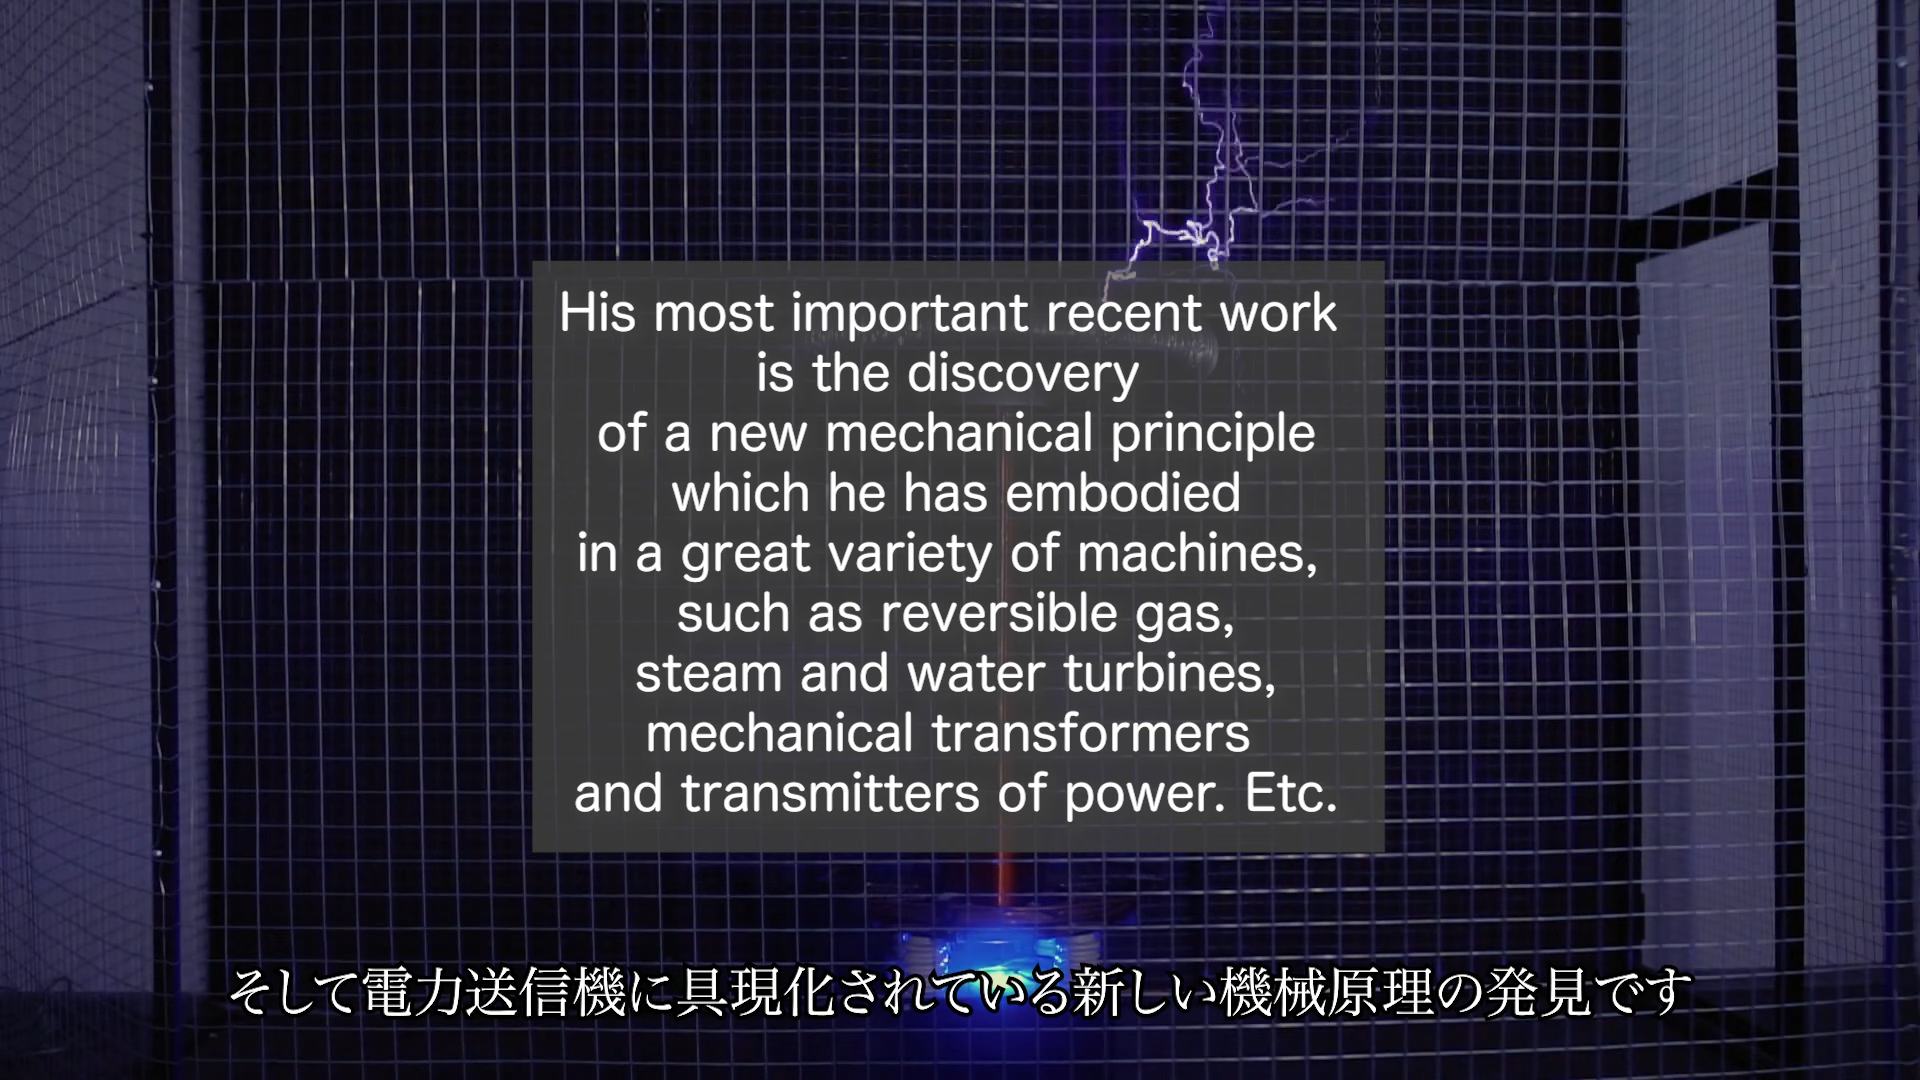 His most important recent work
is the discovery
of a new mechanical principle
which he has embodied
in a great variety of machines,
such as reversible gas,
steam and water turbines,
mechanical transformers
and transmitters of power. Etc.
そして電力送信機に具現化されている新しい機械原理の発見です